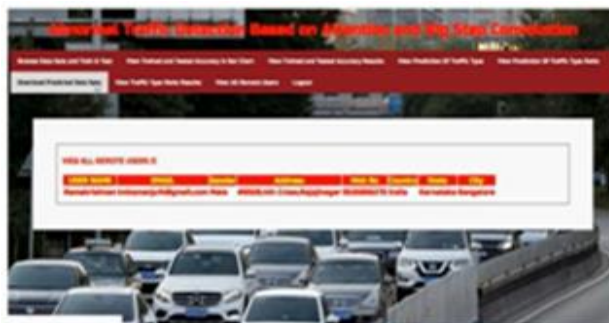 Abnormal Traffic Detection Based on Attention and Big Step Convolution
Browse Data Sets and Train & Test View Trained and Tested Accuracy in Bar Chart View Trained and Tested Accuracy Results View Prediction Of Traffic Type View Prediction Of Traffic Type Ratio
Download Predicted Data Sets View Traffic Type Ratio Results View All Remote Users Logout
VIEW ALL REMOTE USERS !!!
USER NAME EMAIL Gender Address Mob No Country State City
Male India Karnataka Bangalore